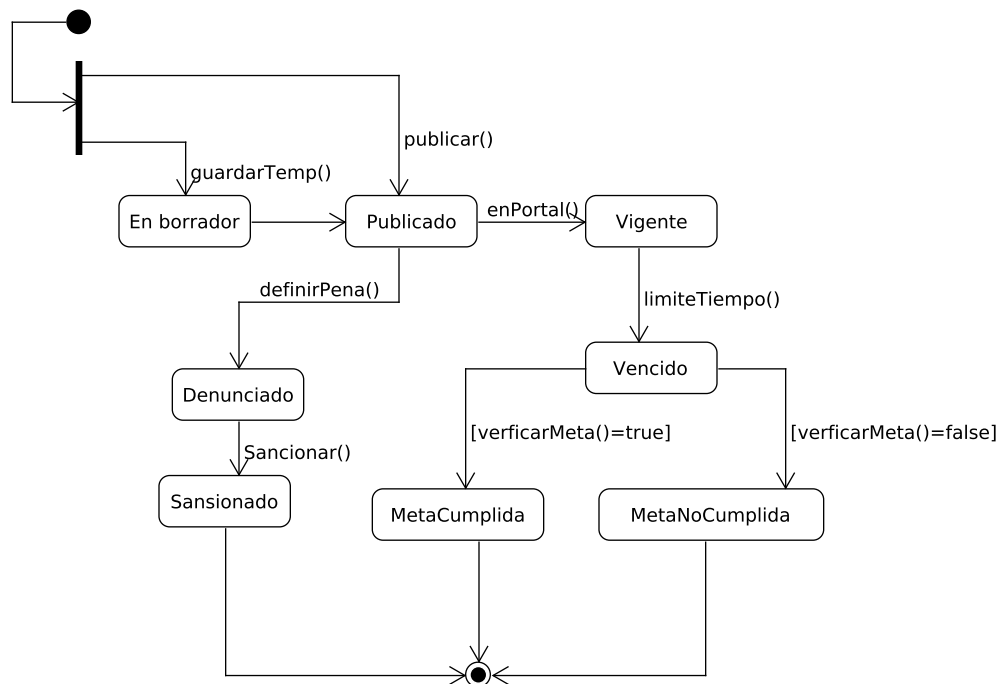 publicar()
guardarTemp()
En borrador
Publicado
enPortal()
Vigente
definirPena()
limiteTiempo()
Denunciado
Vencido
Sancionar()
[verficarMeta()=true]
[verficarMeta()=false]
Sansionado
MetaCumplida
MetaNoCumplida